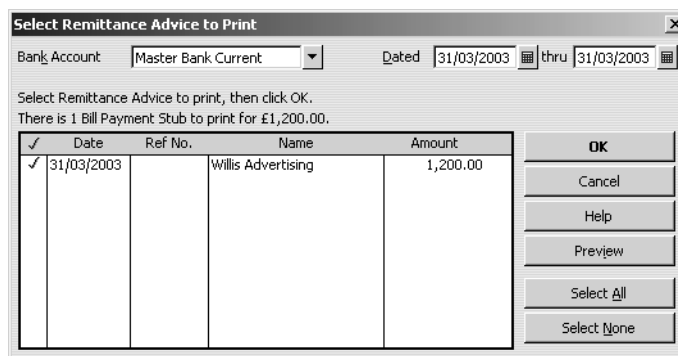 Select Remittance Advice to Print
Bank Account Master Bank Current Dated 31/03/2003 thru 31/03/2003
Select Remittance Advice to print, then click OK.
There is 1 Bill Payment Stub to print for £1,200.00.
✓ Date Ref No. Name Amount
✓ 31/03/2003 Willis Advertising 1,200.00
OK
Cancel
Help
Preview
Select All
Select None